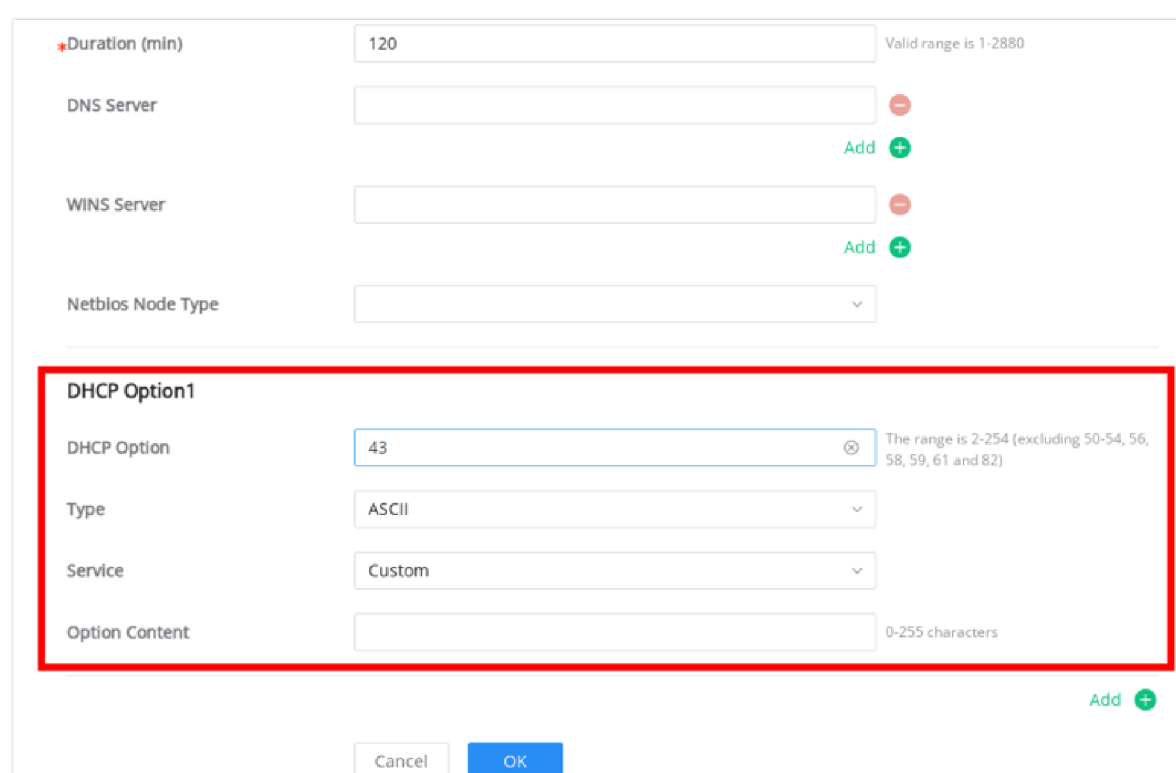 *Duration (min) 120 Valid range is 1-2880
DNS Server
Add
WINS Server
Add
Netbios Node Type
DHCP Option1
DHCP Option 43 The range is 2-254 (excluding 50-54, 56,
58, 59, 61 and 82)
Type ASCII
Service Custom
Option Content 0-255 characters
Add
Cancel OK